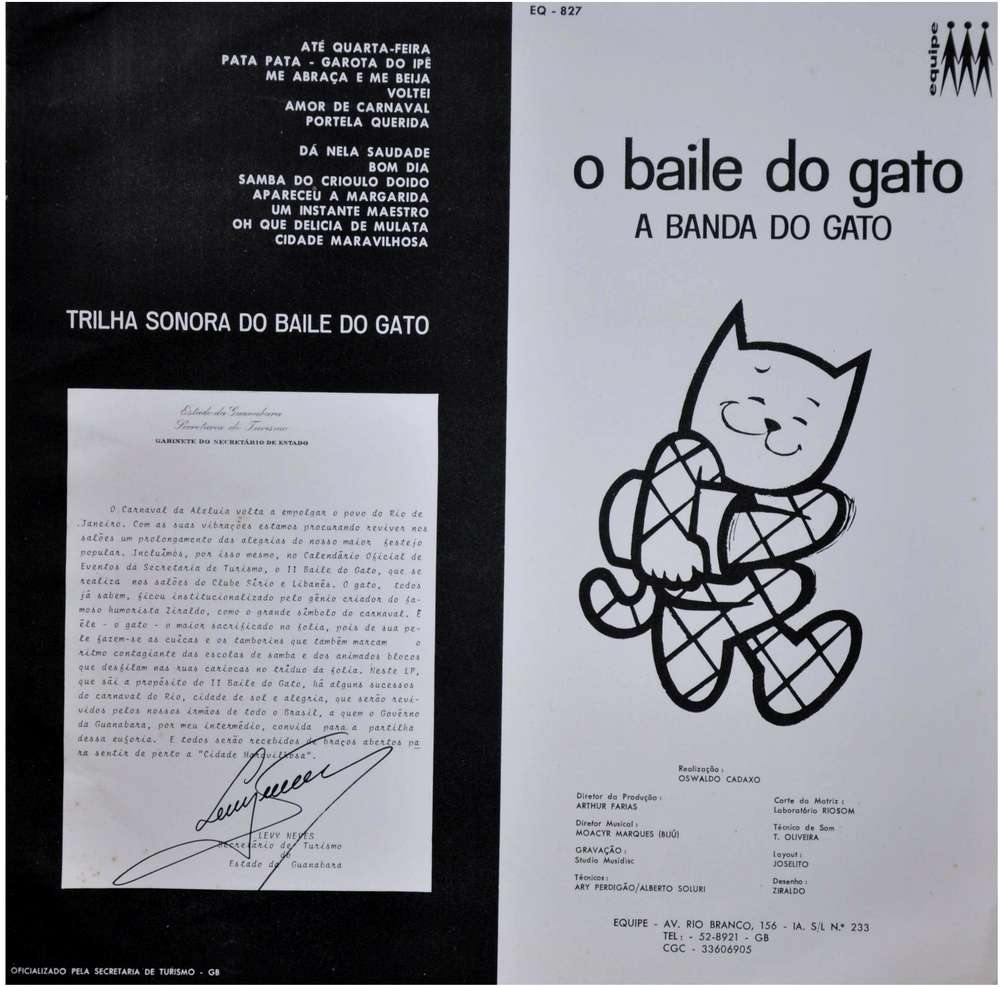 ATÉ QUARTA-FEIRA
PATA PATA - GAROTA DO IPÊ
ME ABRAÇA E ME BEIJA
VOLTEI
AMOR DE CARNAVAL
PORTELA QUERIDA
DÁ NELA SAUDADE
BOM DIA
SAMBA DO CRIOULO DOIDO
APARECEU A MARGARIDA
UM INSTANTE MAESTRO
OH QUE DELICIA DE MULATA
CIDADE MARAVILHOSA
TRILHA SONORA DO BAILE DO GATO
Estado da Guanabara
Secretaria de Turismo
GABINETE DO SECRETÁRIO DE ESTADO
O Carnaval da Aleluia volta a empolgar o povo do Rio de
Janeiro. Com as suas vibrações estamos procurando reviver nos
salões um prolongamento das alegrias do nosso maior festejo
popular. Incluímos, por isso mesmo, no Calendário Oficial de
Eventos da Secretaria de Turismo, o II Baile do Gato, que se
realiza nos salões do Clube Sírio e Libanês. O gato, todos
já sabem, ficou institucionalizado pelo gênio criador do fa-
moso humorista Ziraldo, como o grande símbolo do carnaval. E
êle - o gato - o maior sacrificado na folia, pois de sua pe-
le fazem-se as cuícas e os tamborins que também marcam o
ritmo contagiante das escolas de samba e dos animados blocos
que desfilam nas ruas cariocas no tríduo da folia. Neste LP,
que sái a propósito do II Baile do Gato, há alguns sucessos
do carnaval do Rio, cidade de sol e alegria, que serão revi-
vidos pelos nossos irmãos de todo o Brasil, a quem o Govêrno
da Guanabara, por meu intermédio, convida para a partilha
dessa euforia. E todos serão recebidos de braços abertos pa
ra sentir de perto a "Cidade Maravilhosa".
LEVY NEVES
Secretário de Turismo
do
Estado da Guanabara
OFICIALIZADO PELA SECRETARIA DE TURISMO - GB
EQ - 827
equipe
o baile do gato
A BANDA DO GATO
Realização :
OSWALDO CADAXO
Diretor da Produção :
ARTHUR FARIAS
Diretor Musical :
MOACYR MARQUES (BIJÚ)
GRAVAÇÃO :
Studio Musidisc
Técnicos :
ARY PERDIGÃO/ALBERTO SOLURI
Corte da Matriz :
Laboratório RIOSOM
Técnico de Som
T. OLIVEIRA
Layout :
JOSELITO
Desenho :
ZIRALDO
EQUIPE - AV. RIO BRANCO, 156 - IA. S/L N.º 233
TEL: - 52-8921 - GB
CGC - 33606905